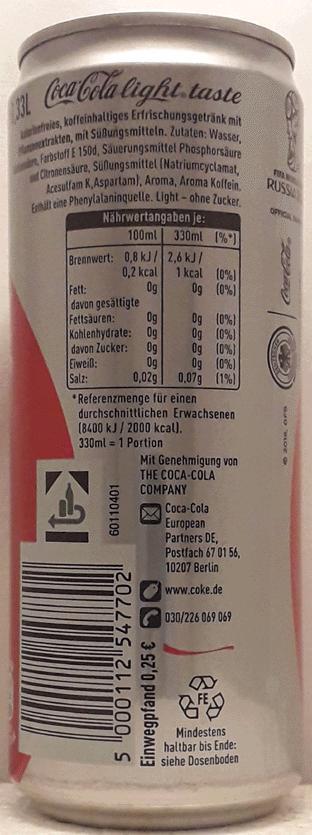 33L Coca-Cola light taste
koffeinhaltiges Erfrischungsgetränk mit
mit Süßungsmitteln. Zutaten: Wasser,
Farbstoff E 150d, Säuerungsmittel Phosphorsäure
und Citronensäure, Süßungsmittel (Natriumcyclamat,
Acesulfam K, Aspartam), Aroma, Aroma Koffein.
Enthält eine Phenylalaninquelle. Light - ohne Zucker.
Nährwertangaben je:
100ml 330ml (%*)
Brennwert: 0,8 kJ / 2,6 kJ /
0,2 kcal 1 kcal (0%)
Fett: 0g 0g (0%)
davon gesättigte
Fettsäuren: 0g 0g (0%)
Kohlenhydrate: 0g 0g (0%)
davon Zucker: 0g 0g (0%)
Eiweiß: 0g 0g (0%)
Salz: 0,02g 0,07g (1%)
*Referenzmenge für einen
durchschnittlichen Erwachsenen
(8400 kJ / 2000 kcal).
330ml = 1 Portion
Mit Genehmigung von
THE COCA-COLA
COMPANY
Coca-Cola
European
Partners DE,
Postfach 67 01 56,
10207 Berlin
www.coke.de
030/226 069 069
60110401
5 000112 547702
Einwegpfand 0,25 €
FE
Mindestens
haltbar bis Ende:
siehe Dosenboden
RUSSIA
OFFICIAL
Coca-Cola